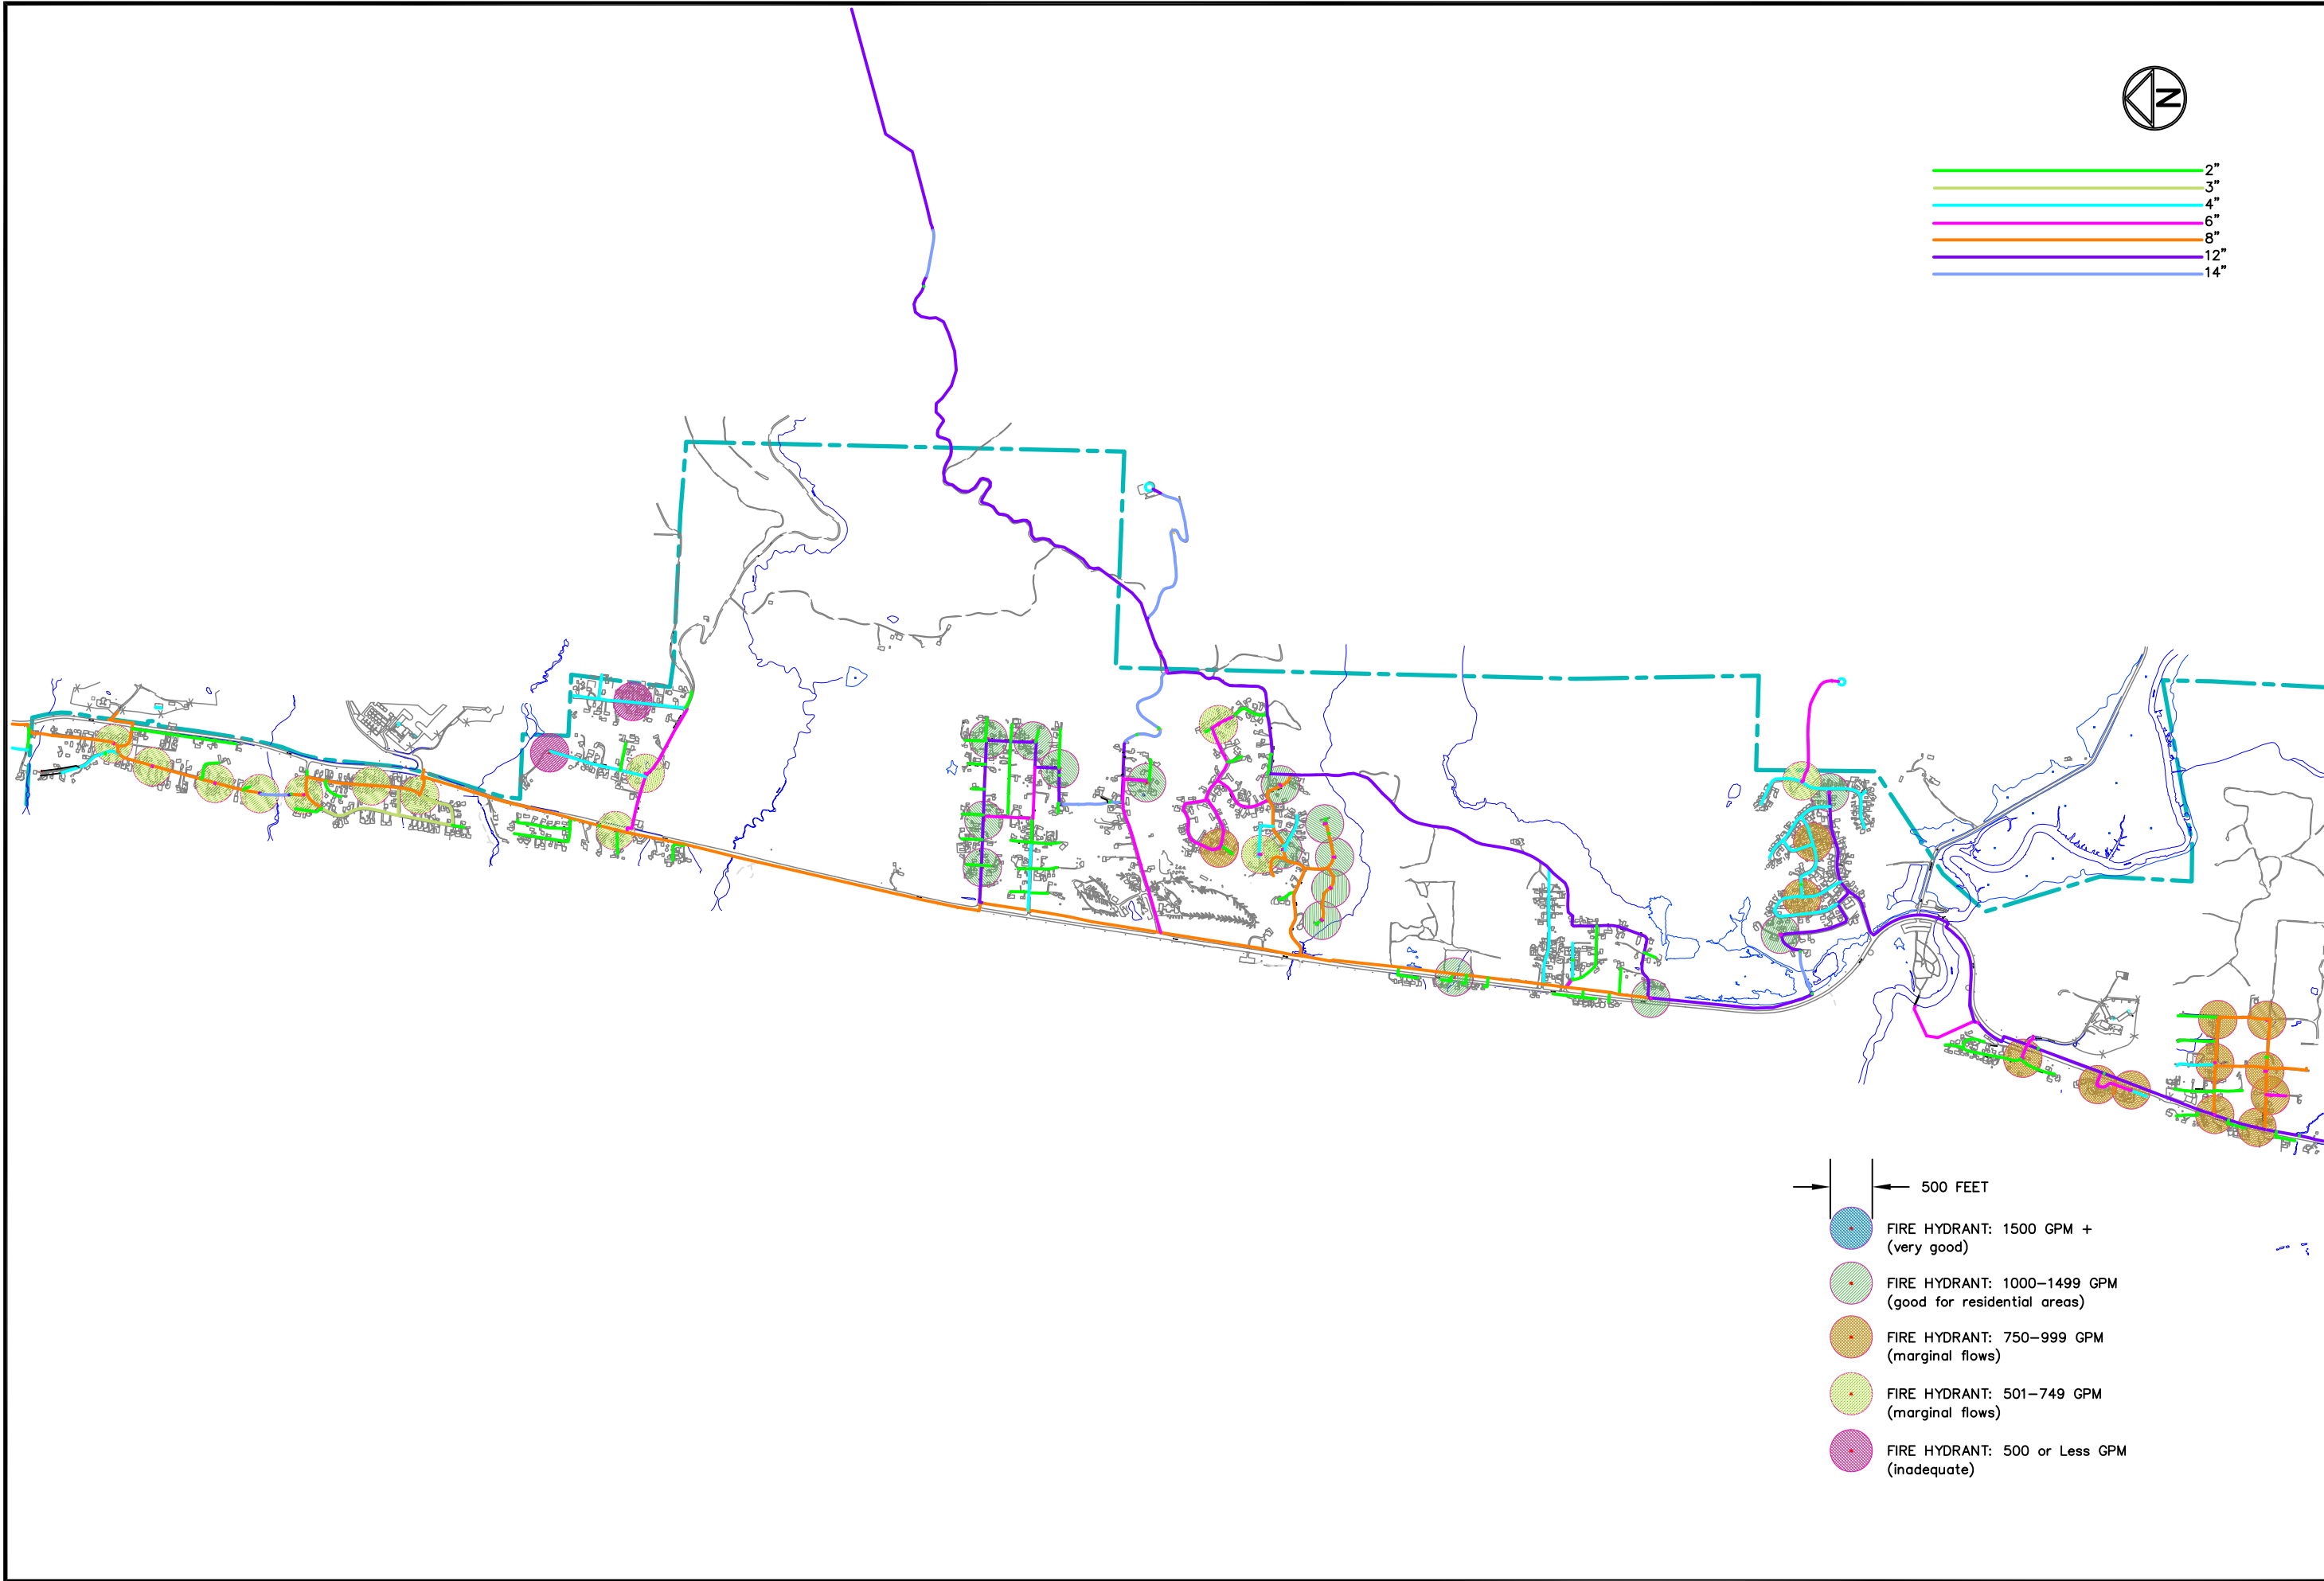 N
2"
3"
4"
6"
8"
12"
14"
500 FEET
FIRE HYDRANT: 1500 GPM +
(very good)
FIRE HYDRANT: 1000-1499 GPM
(good for residential areas)
FIRE HYDRANT: 750-999 GPM
(marginal flows)
FIRE HYDRANT: 501-749 GPM
(marginal flows)
FIRE HYDRANT: 500 or Less GPM
(inadequate)